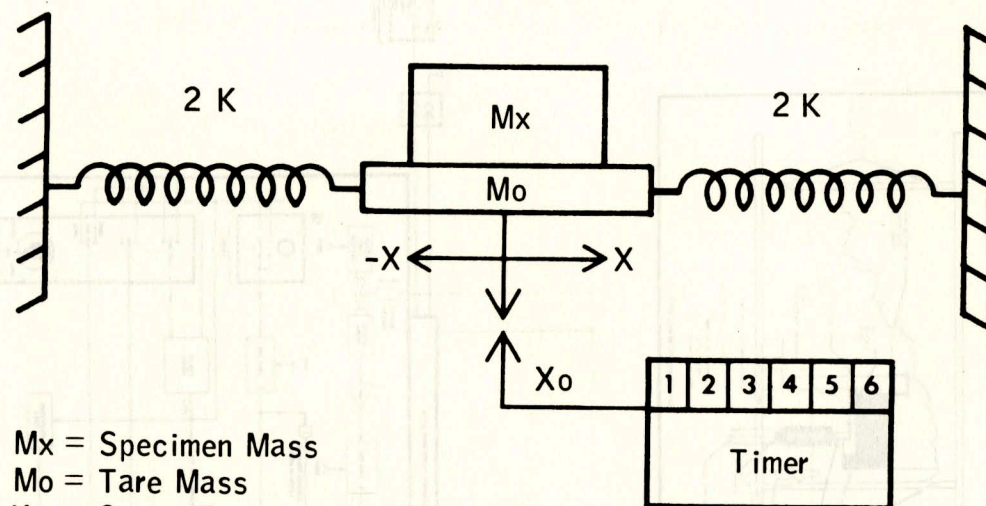 2 K
2 K
Mx
Mo
-X X
Xo
1 2 3 4 5 6
Timer
Mx = Specimen Mass
Mo = Tare Mass